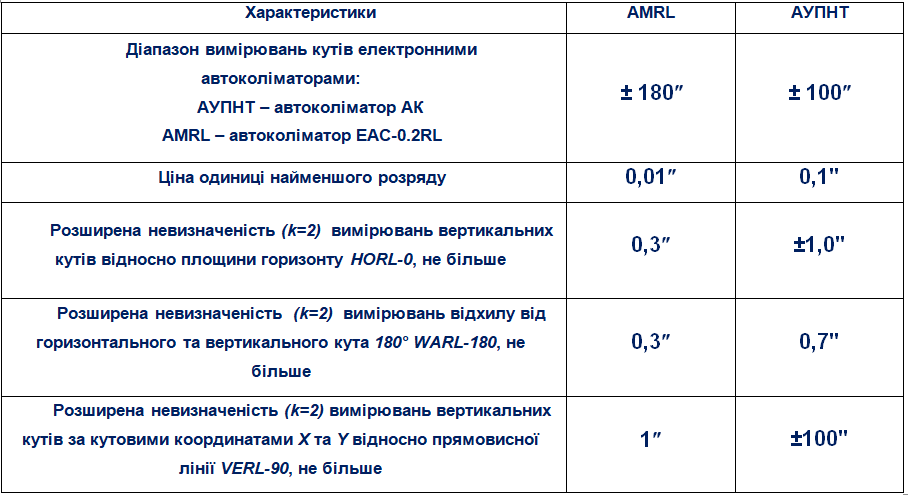 Характеристики AMRL АУПНТ
Діапазон вимірювань кутів електронними
автоколіматорами:
АУПНТ – автоколіматор АК
AMRL – автоколіматор EAC-0.2RL
± 180″ ± 100″
Ціна одиниці найменшого розряду 0,01″ 0,1"
Розширена невизначеність (k=2) вимірювань вертикальних
кутів відносно площини горизонту HORL-0, не більше
0,3″ ±1,0"
Розширена невизначеність (k=2) вимірювань відхилу від
горизонтального та вертикального кута 180° WARL-180, не
більше
0,3″ 0,7"
Розширена невизначеність (k=2) вимірювань вертикальних
кутів за кутовими координатами X та Y відносно прямовисної
лінії VERL-90, не більше
1″ ±100"